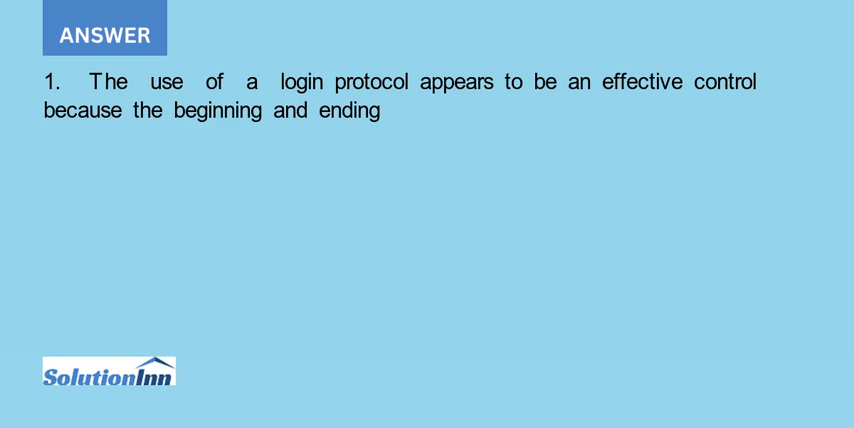 ANSWER
1. The use of a login protocol appears to be an effective control
because the beginning and ending
SolutionInn